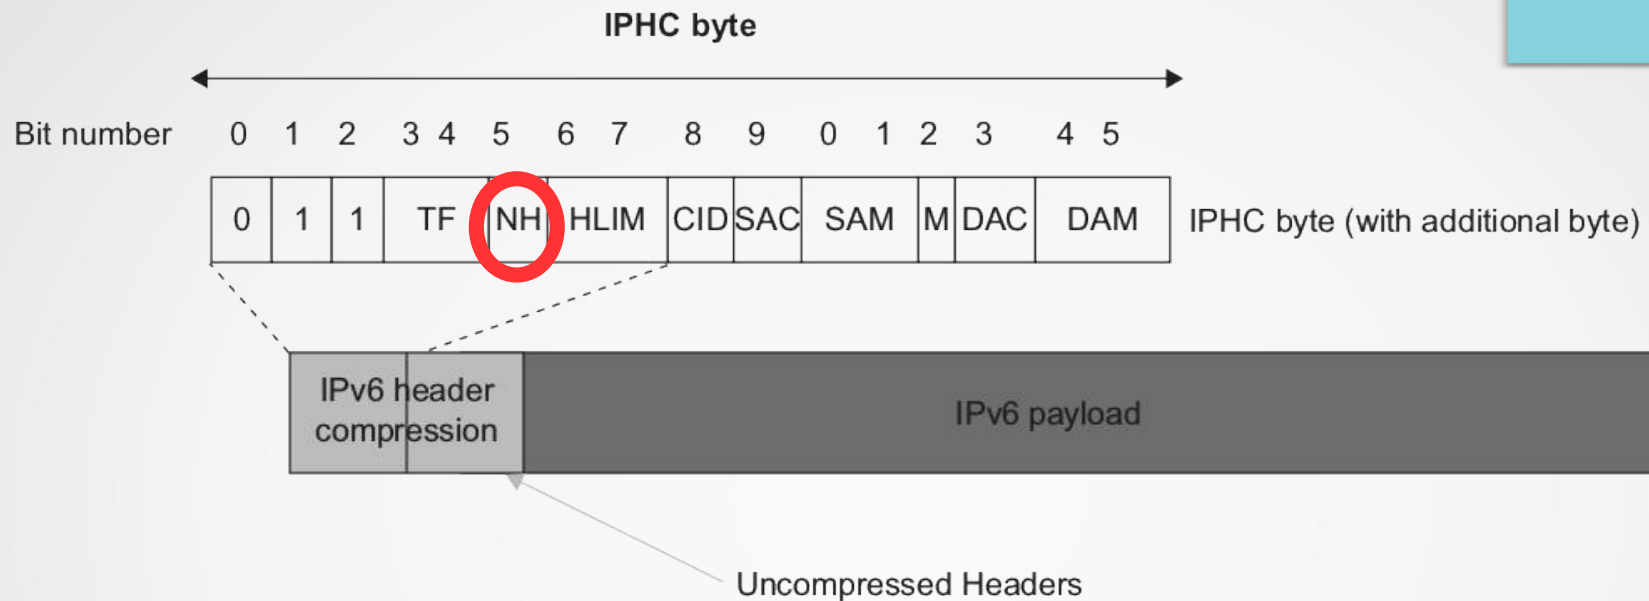 IPHC byte
Bit number 0 1 2 3 4 5 6 7 8 9 0 1 2 3 4 5
0 1 1 TF NH HLIM CID SAC SAM M DAC DAM IPHC byte (with additional byte)
IPv6 header
compression
IPv6 payload
Uncompressed Headers